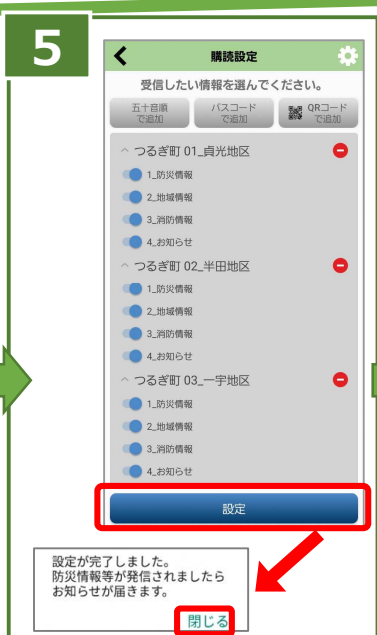 5
購読設定
受信したい情報を選んでください。
五十音順
で追加
パスコード
で追加
QRコード
で追加
つるぎ町 01_貞光地区
1_防災情報
2_地域情報
3_消防情報
4_お知らせ
つるぎ町 02_半田地区
1_防災情報
2_地域情報
3_消防情報
4_お知らせ
つるぎ町 03_一宇地区
1_防災情報
2_地域情報
3_消防情報
4_お知らせ
設定
設定が完了しました。
防災情報等が発信されましたら
お知らせが届きます。
閉じる